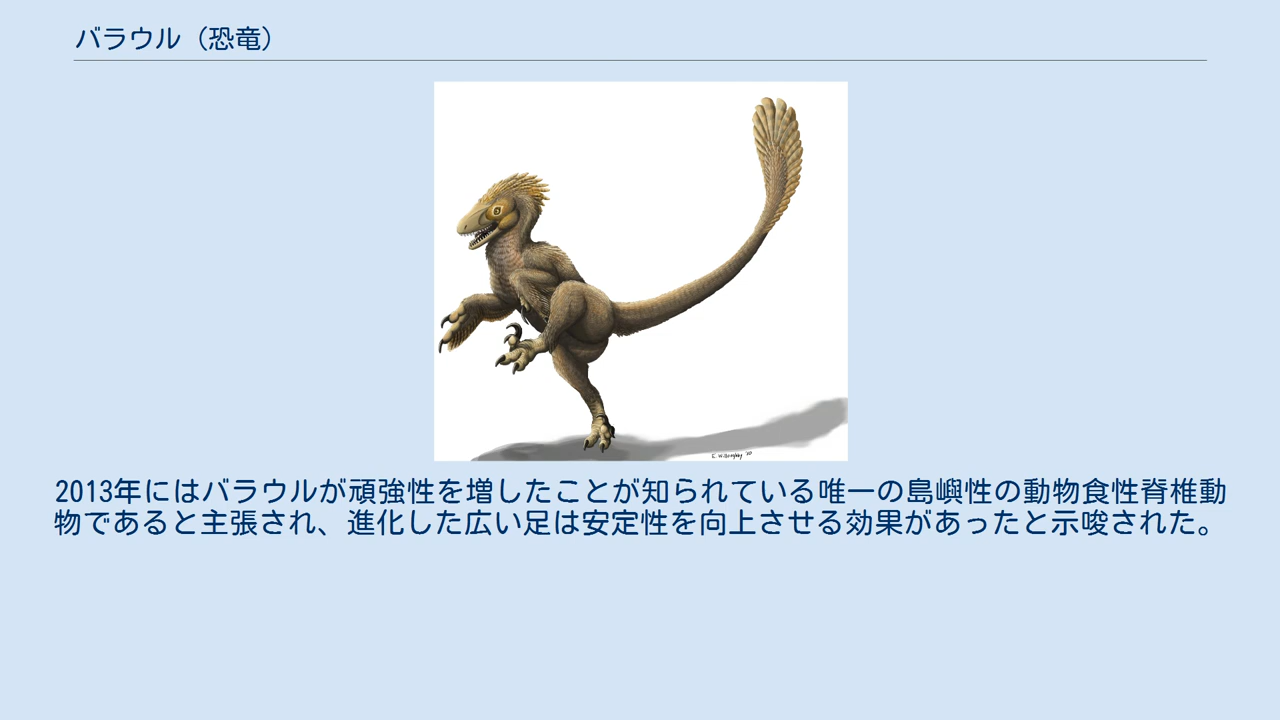 バラウル（恐竜）
E. Willoughby '20
2013年にはバラウルが頑強性を増したことが知られている唯一の島嶼性の動物食性脊椎動
物であると主張され、進化した広い足は安定性を向上させる効果があったと示唆された。